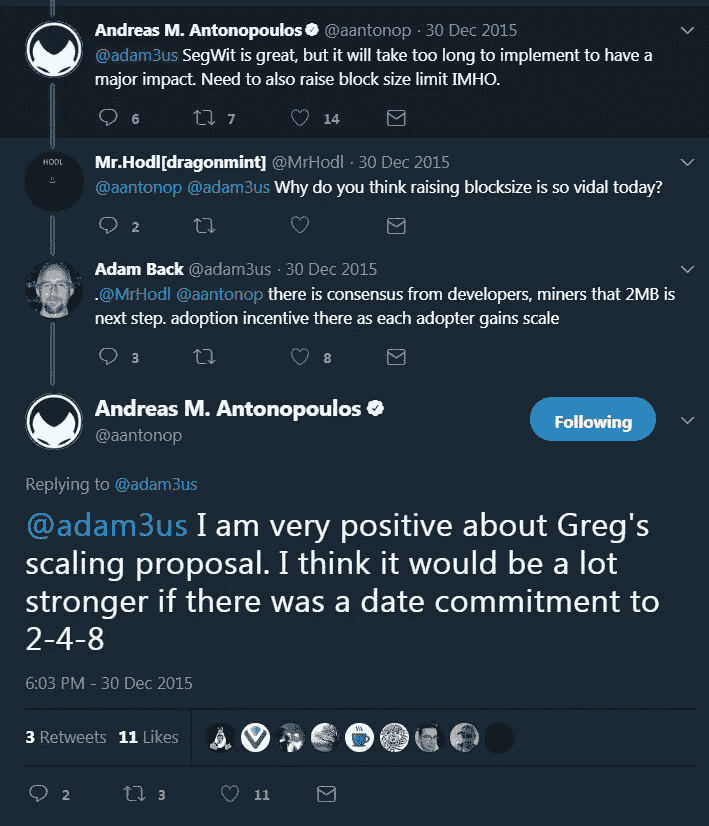 Andreas M. Antonopoulos @aantonop · 30 Dec 2015
@adam3us SegWit is great, but it will take too long to implement to have a
major impact. Need to also raise block size limit IMHO.
6 7 14
HODL
Mr.Hodl[dragonmint] @MrHodl · 30 Dec 2015
@aantonop @adam3us Why do you think raising blocksize is so vidal today?
2
Adam Back @adam3us · 30 Dec 2015
.@MrHodl @aantonop there is consensus from developers, miners that 2MB is
next step. adoption incentive there as each adopter gains scale
3 8
Andreas M. Antonopoulos
@aantonop
Following
Replying to @adam3us
@adam3us I am very positive about Greg's
scaling proposal. I think it would be a lot
stronger if there was a date commitment to
2-4-8
6:03 PM - 30 Dec 2015
3 Retweets 11 Likes
2 3 11